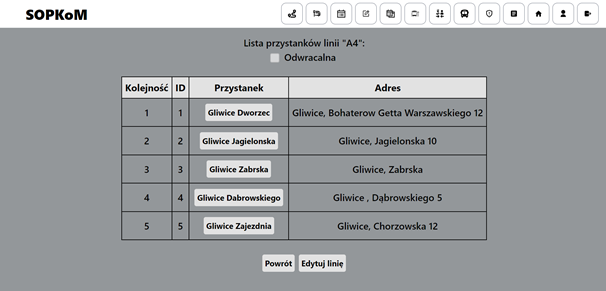 SOPKoM
Lista przystanków linii "A4":
Odwracalna
Kolejność ID Przystanek Adres
1 1 Gliwice Dworzec Gliwice, Bohaterow Getta Warszawskiego 12
2 2 Gliwice Jagielonska Gliwice, Jagielonska 10
3 3 Gliwice Zabrska Gliwice, Zabrska
4 4 Gliwice Dabrowskiego Gliwice , Dąbrowskiego 5
5 5 Gliwice Zajezdnia Gliwice, Chorzowska 12
Powrót Edytuj linię